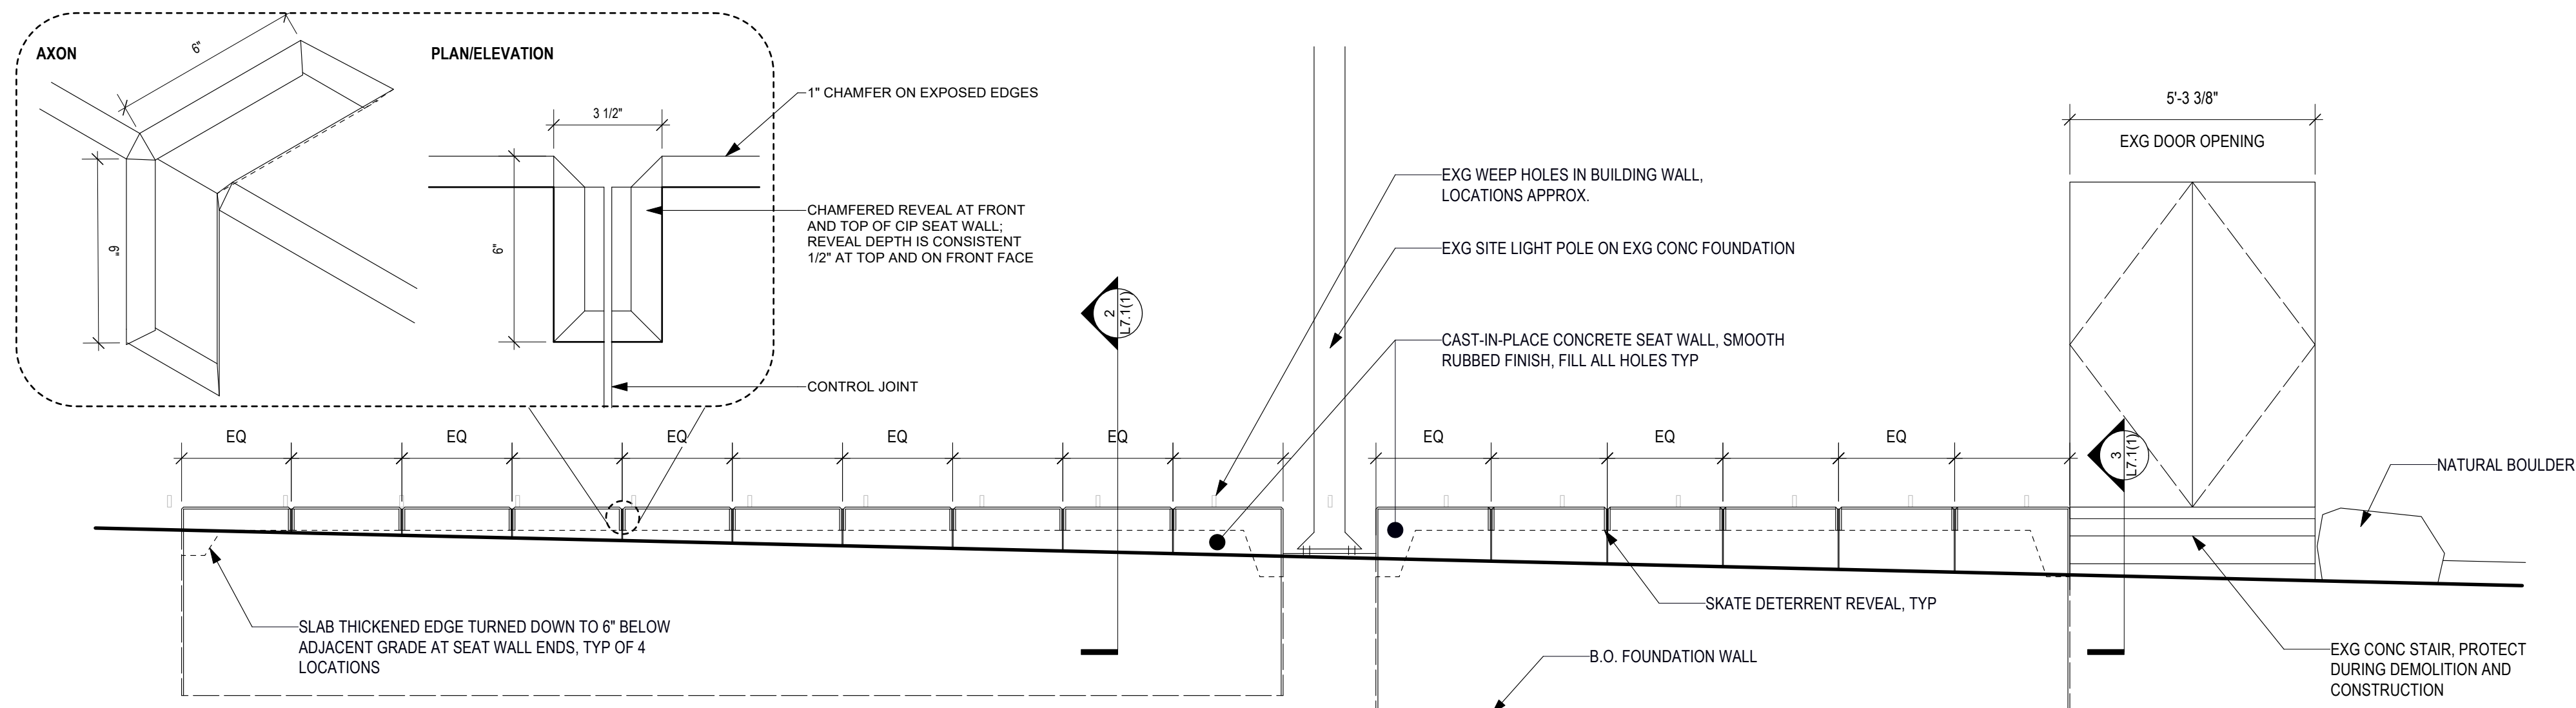 AXON
6"
6"
PLAN/ELEVATION
3 1/2"
6"
1" CHAMFER ON EXPOSED EDGES
CHAMFERED REVEAL AT FRONT
AND TOP OF CIP SEAT WALL;
REVEAL DEPTH IS CONSISTENT
1/2" AT TOP AND ON FRONT FACE
CONTROL JOINT
2
L7.1(1)
EXG WEEP HOLES IN BUILDING WALL,
LOCATIONS APPROX.
EXG SITE LIGHT POLE ON EXG CONC FOUNDATION
CAST-IN-PLACE CONCRETE SEAT WALL, SMOOTH
RUBBED FINISH, FILL ALL HOLES TYP
5'-3 3/8"
EXG DOOR OPENING
EQ
EQ
EQ
EQ
EQ
EQ
EQ
EQ
3
L7.1(1)
NATURAL BOULDER
SLAB THICKENED EDGE TURNED DOWN TO 6" BELOW
ADJACENT GRADE AT SEAT WALL ENDS, TYP OF 4
LOCATIONS
SKATE DETERRENT REVEAL, TYP
B.O. FOUNDATION WALL
EXG CONC STAIR, PROTECT
DURING DEMOLITION AND
CONSTRUCTION